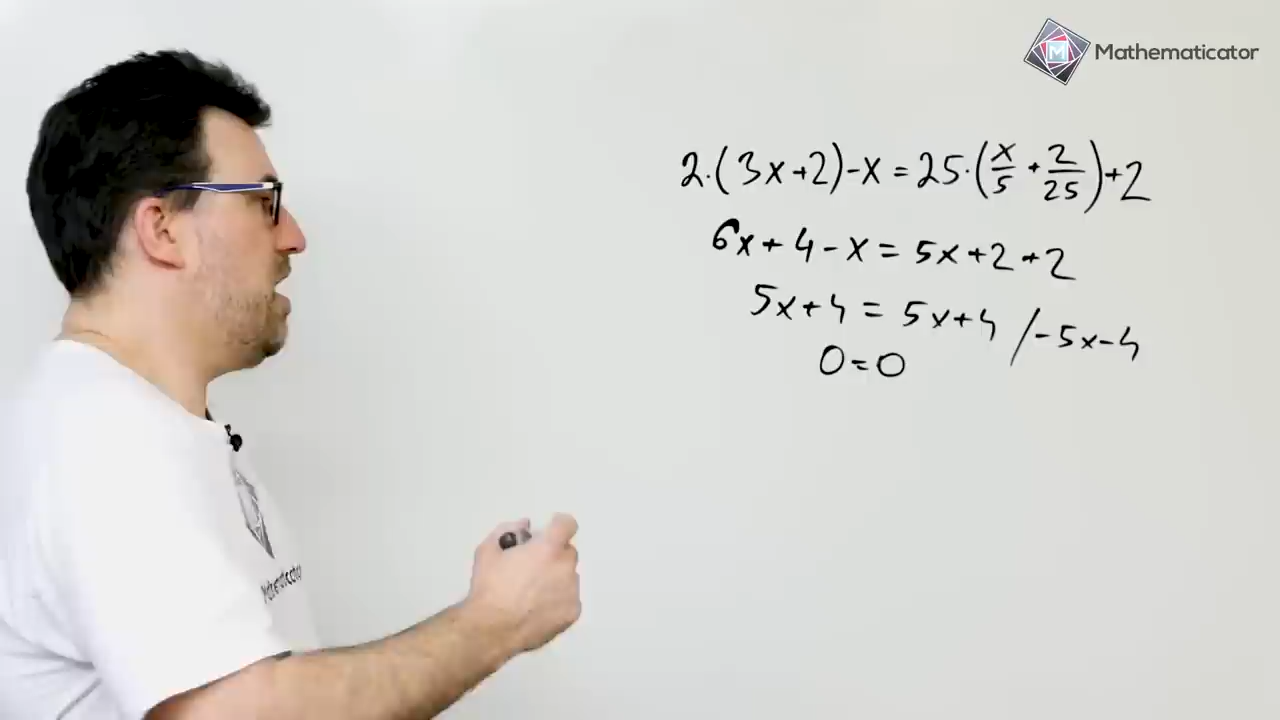 Mathematicator
2·(3x+2)-x=25·(x/5+2/25)+2
6x+4-x=5x+2+2
5x+4=5x+4 /-5x-4
0=0